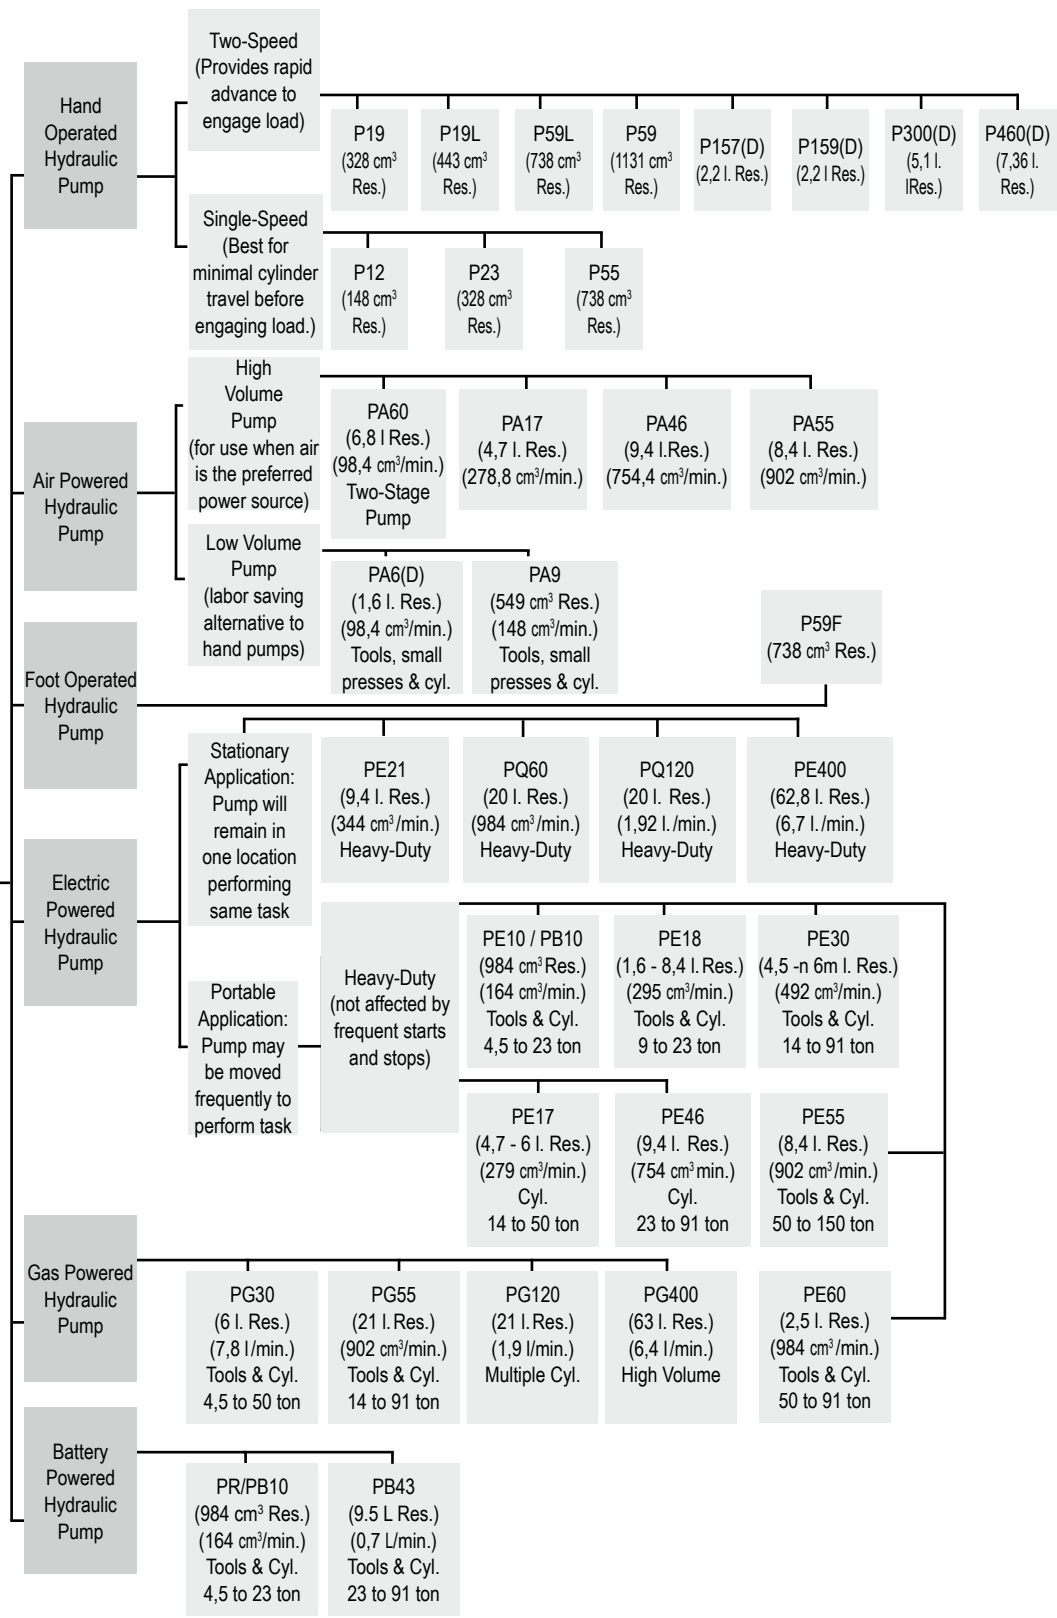 Hand
Operated
Hydraulic
Pump
Two-Speed
(Provides rapid
advance to
engage load)
P19
(328 cm³
Res.)
P19L
(443 cm³
Res.)
P59L
(738 cm³
Res.)
P59
(1131 cm³
Res.)
P157(D)
(2,2 l. Res.)
P159(D)
(2,2 l Res.)
P300(D)
(5,1 l.
lRes.)
P460(D)
(7,36 l.
Res.)
Single-Speed
(Best for
minimal cylinder
travel before
engaging load.)
P12
(148 cm³
Res.)
P23
(328 cm³
Res.)
P55
(738 cm³
Res.)
Air Powered
Hydraulic
Pump
High
Volume
Pump
(for use when air
is the preferred
power source)
PA60
(6,8 l Res.)
(98,4 cm³/min.)
Two-Stage
Pump
PA17
(4,7 l. Res.)
(278,8 cm³/min.)
PA46
(9,4 l.Res.)
(754,4 cm³/min.)
PA55
(8,4 l. Res.)
(902 cm³/min.)
Low Volume
Pump
(labor saving
alternative to
hand pumps)
PA6(D)
(1,6 l. Res.)
(98,4 cm³/min.)
Tools, small
presses & cyl.
PA9
(549 cm³ Res.)
(148 cm³/min.)
Tools, small
presses & cyl.
Foot Operated
Hydraulic
Pump
P59F
(738 cm³ Res.)
Electric
Powered
Hydraulic
Pump
Stationary
Application:
Pump will
remain in
one location
performing
same task
PE21
(9,4 l. Res.)
(344 cm³/min.)
Heavy-Duty
PQ60
(20 l. Res.)
(984 cm³/min.)
Heavy-Duty
PQ120
(20 l. Res.)
(1,92 l./min.)
Heavy-Duty
PE400
(62,8 l. Res.)
(6,7 l./min.)
Heavy-Duty
Portable
Application:
Pump may
be moved
frequently to
perform task
Heavy-Duty
(not affected by
frequent starts
and stops)
PE10 / PB10
(984 cm³ Res.)
(164 cm³/min.)
Tools & Cyl.
4,5 to 23 ton
PE18
(1,6 - 8,4 l. Res.)
(295 cm³/min.)
Tools & Cyl.
9 to 23 ton
PE30
(4,5 -n 6m l. Res.)
(492 cm³/min.)
Tools & Cyl.
14 to 91 ton
PE17
(4,7 - 6 l. Res.)
(279 cm³/min.)
Cyl.
14 to 50 ton
PE46
(9,4 l. Res.)
(754 cm³ min.)
Cyl.
23 to 91 ton
PE55
(8,4 l. Res.)
(902 cm³/min.)
Tools & Cyl.
50 to 150 ton
PE60
(2,5 l. Res.)
(984 cm³/min.)
Tools & Cyl.
50 to 91 ton
Gas Powered
Hydraulic
Pump
PG30
(6 l. Res.)
(7,8 l/min.)
Tools & Cyl.
4,5 to 50 ton
PG55
(21 l. Res.)
(902 cm³/min.)
Tools & Cyl.
14 to 91 ton
PG120
(21 l. Res.)
(1,9 l/min.)
Multiple Cyl.
PG400
(63 l. Res.)
(6,4 l/min.)
High Volume
Battery
Powered
Hydraulic
Pump
PR/PB10
(984 cm³ Res.)
(164 cm³/min.)
Tools & Cyl.
4,5 to 23 ton
PB43
(9.5 L Res.)
(0,7 L/min.)
Tools & Cyl.
23 to 91 ton